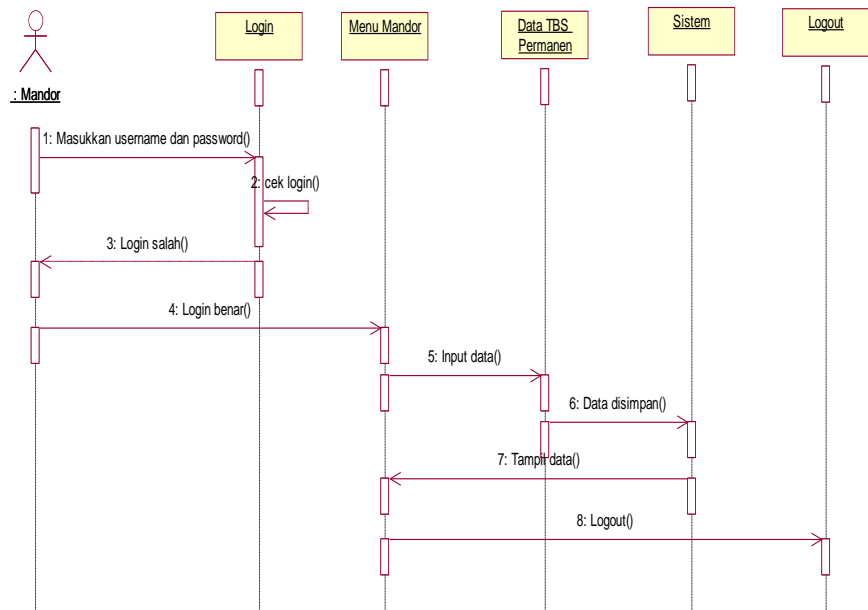 Login
Menu Mandor
Data TBS
Permanen
Sistem
Logout
: Mandor
1: Masukkan username dan password()
2: cek login()
3: Login salah()
4: Login benar()
5: Input data()
6: Data disimpan()
7: Tampil data()
8: Logout()